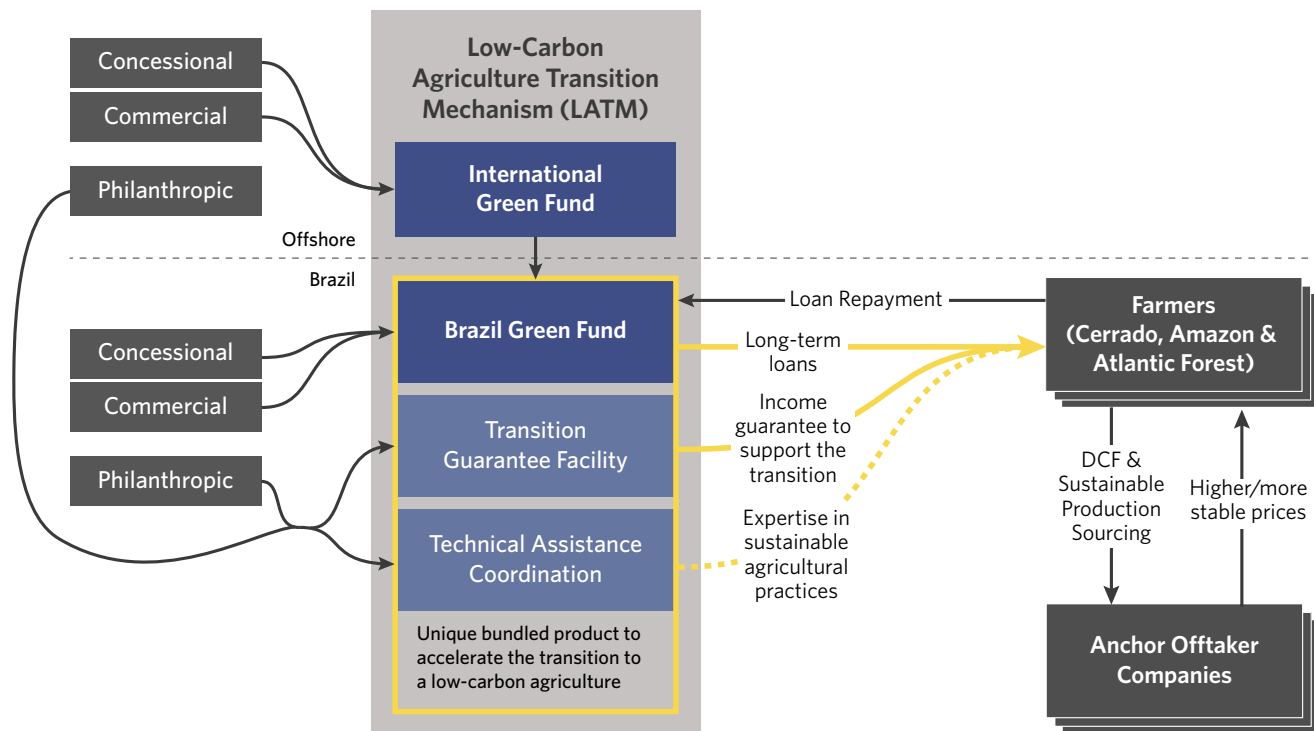 Low-Carbon
Agriculture Transition
Mechanism (LATM)
Concessional
Commercial
Philanthropic
International
Green Fund
Offshore
Brazil
Concessional
Commercial
Philanthropic
Brazil Green Fund
Transition
Guarantee Facility
Technical Assistance
Coordination
Unique bundled product to
accelerate the transition to
a low-carbon agriculture
Loan Repayment
Long-term
loans
Income
guarantee to
support the
transition
Expertise in
sustainable
agricultural
practices
Farmers
(Cerrado, Amazon &
Atlantic Forest)
DCF &
Sustainable
Production
Sourcing
Higher/more
stable prices
Anchor Offtaker
Companies